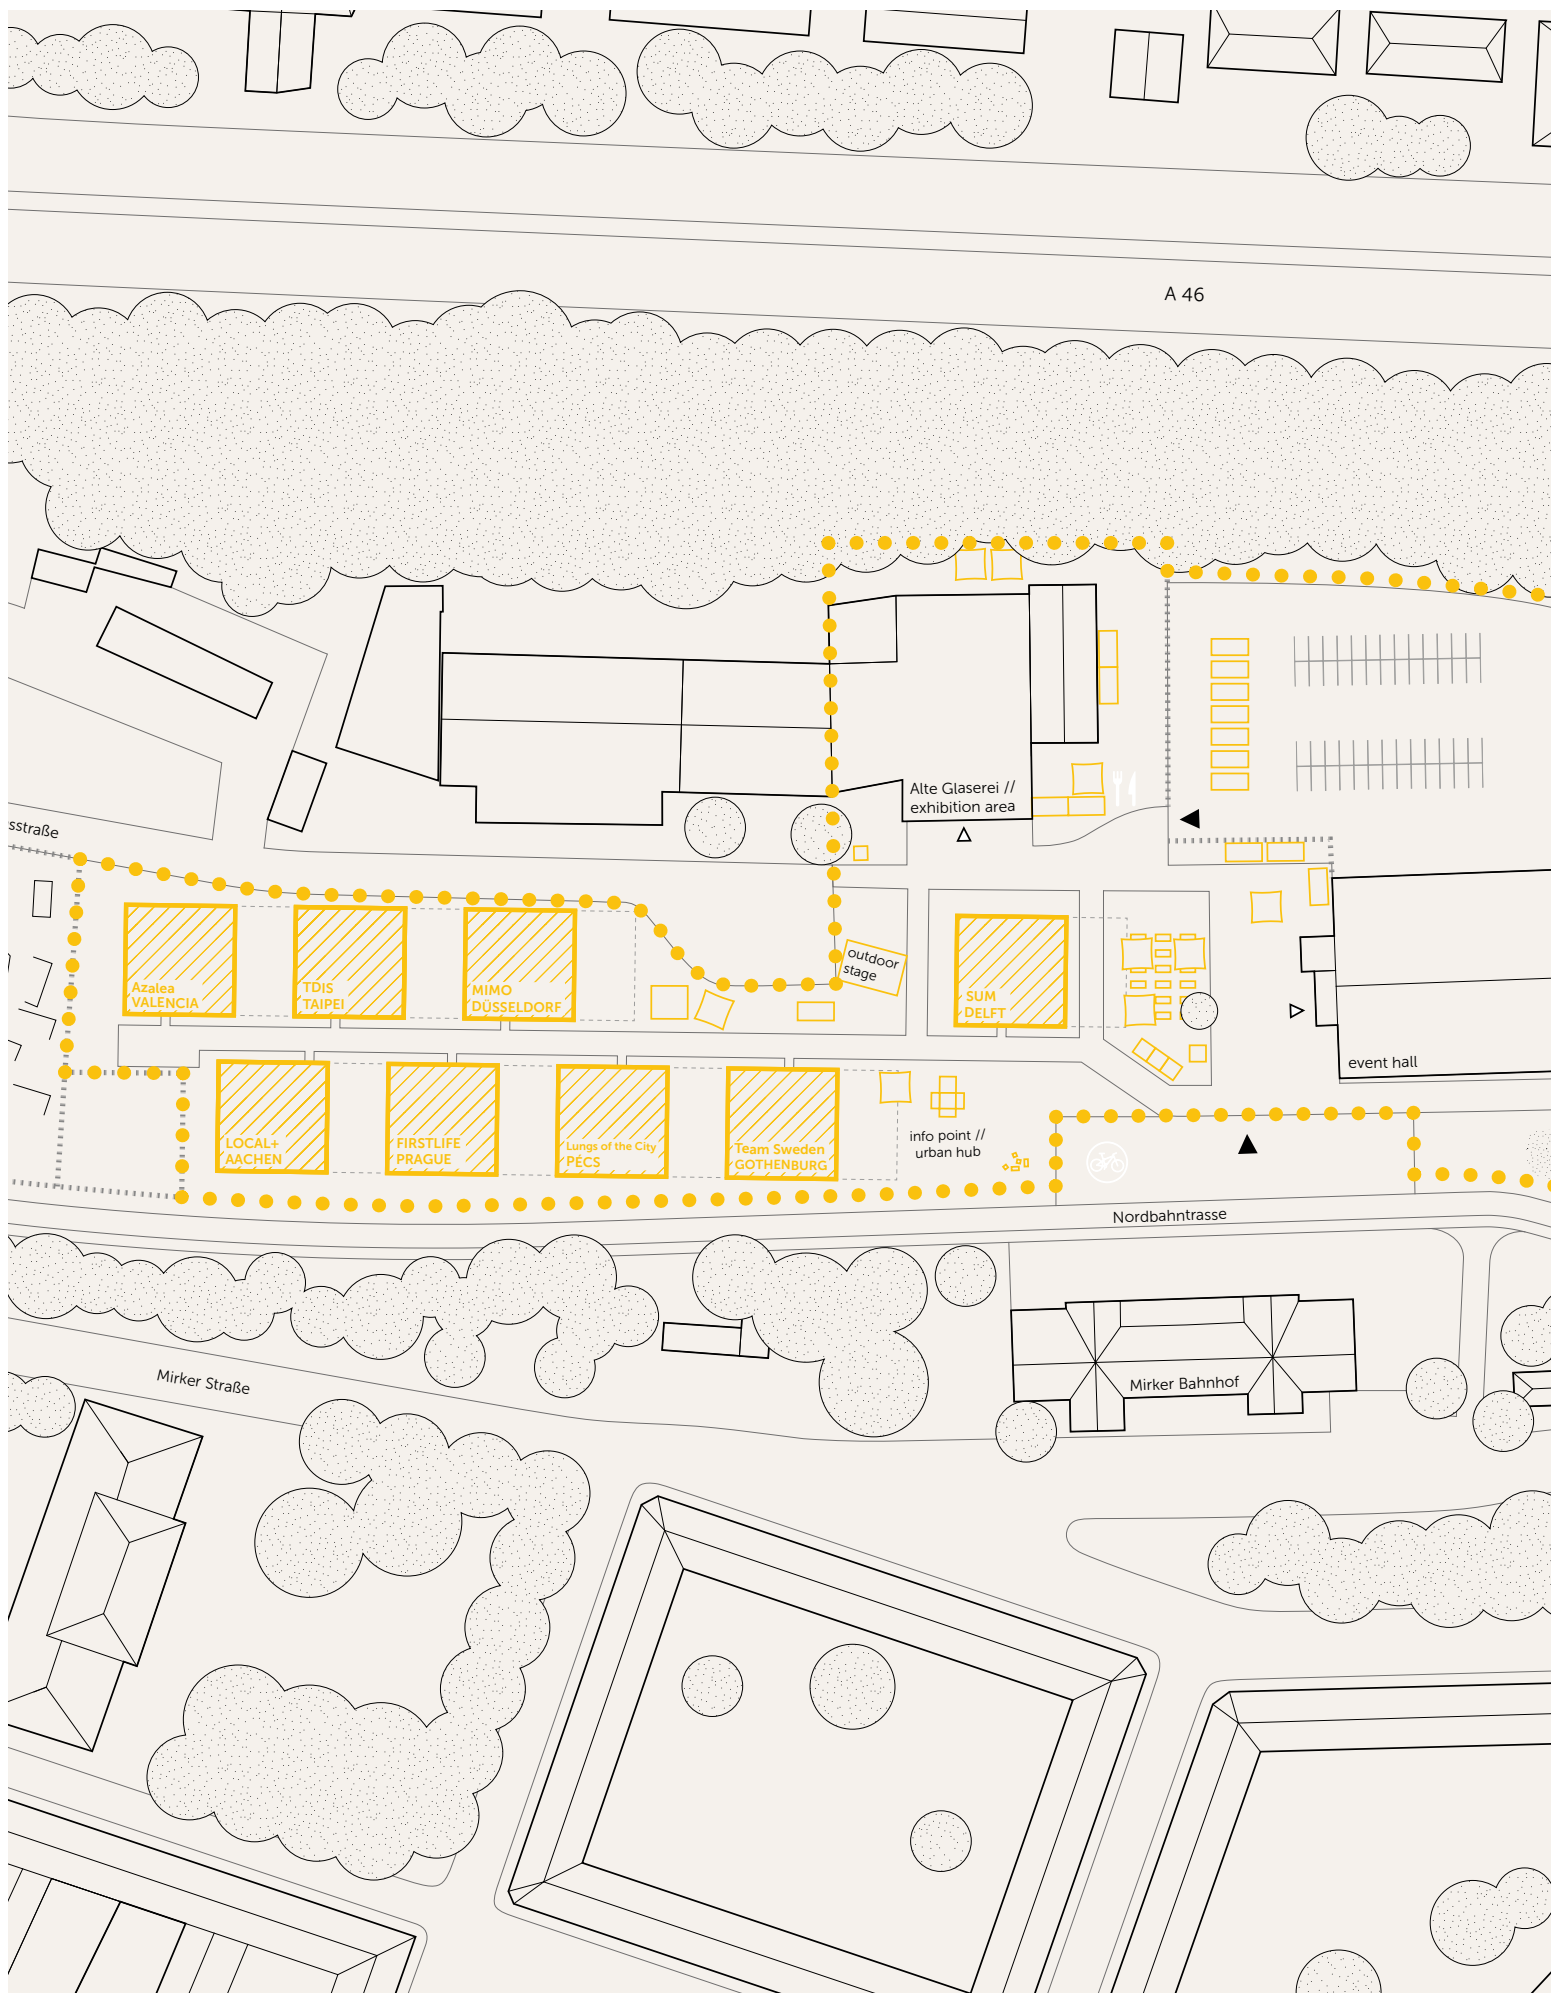 A 46
Alte Glaserei //
exhibition area
sstraße
outdoor
stage
Azalea
VALENCIA
TDIS
TAIPEI
MIMO
DÜSSELDORF
SUM
DELFT
event hall
LOCAL+
AACHEN
FIRSTLIFE
PRAGUE
Lungs of the City
PÉCS
Team Sweden
GOTHENBURG
info point //
urban hub
Nordbahntrasse
Mirker Straße
Mirker Bahnhof